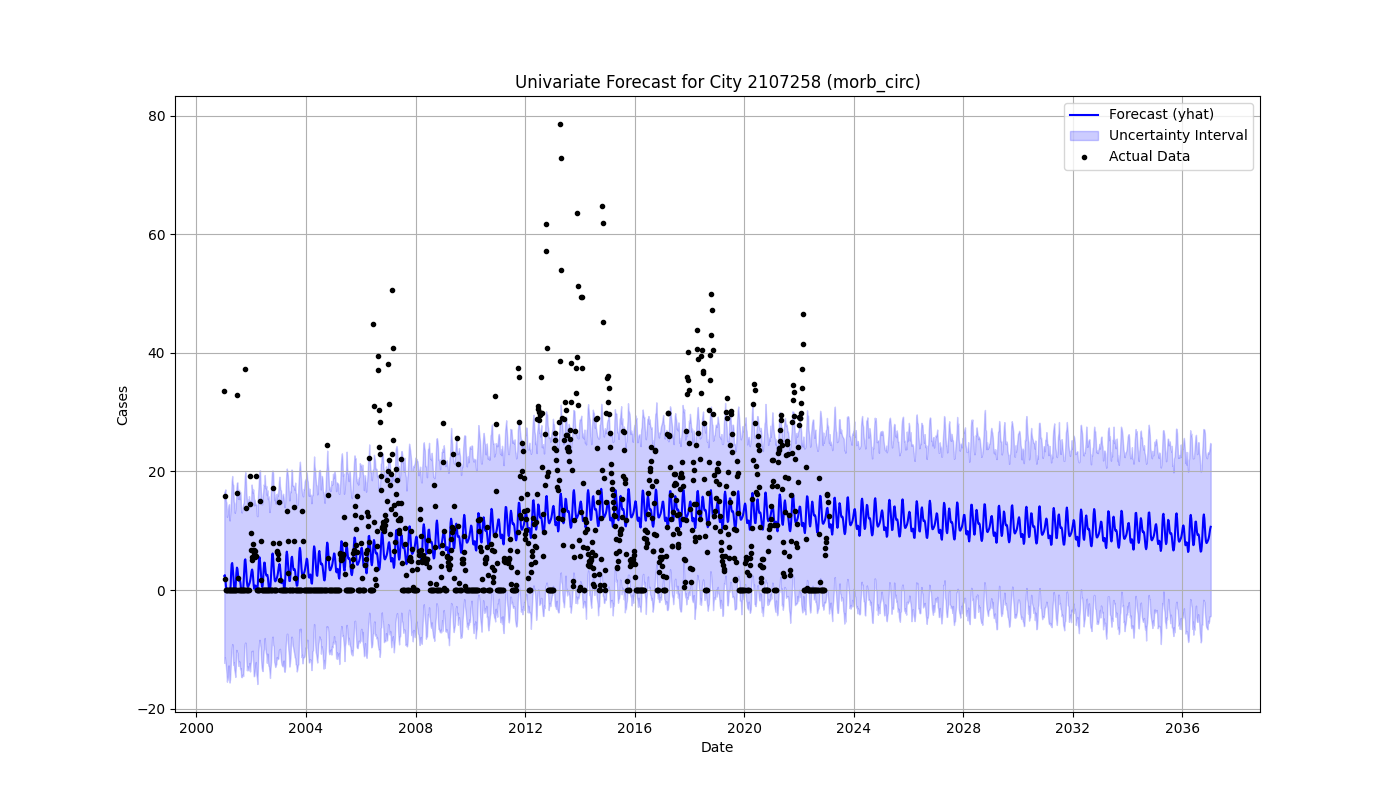 Univariate Forecast for City 2107258 (morb_circ)
Forecast (yhat)
Uncertainty Interval
Actual Data
80
60
40
20
0
−20
Cases
2000 2004 2008 2012 2016 2020 2024 2028 2032 2036
Date